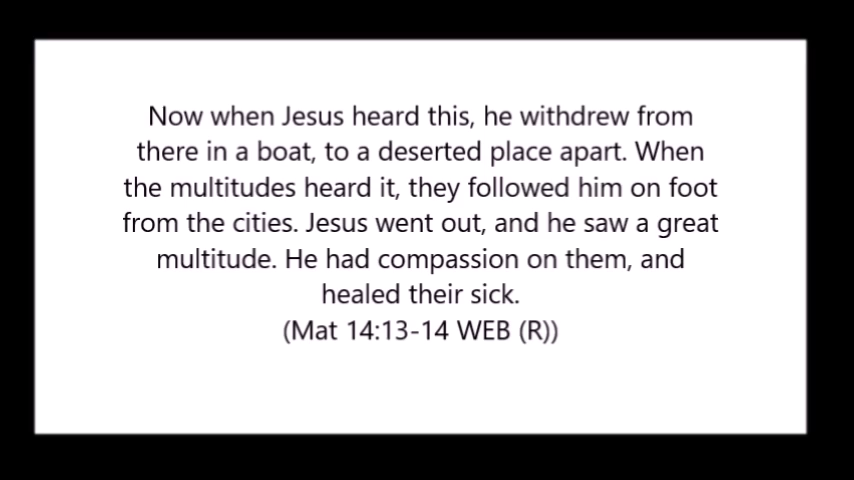 Now when Jesus heard this, he withdrew from
there in a boat, to a deserted place apart. When
the multitudes heard it, they followed him on foot
from the cities. Jesus went out, and he saw a great
multitude. He had compassion on them, and
healed their sick.
(Mat 14:13-14 WEB (R))